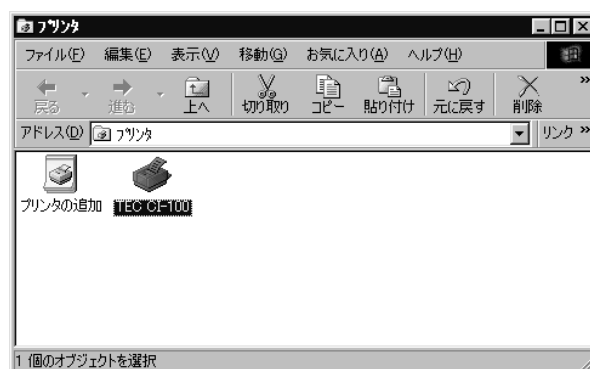 プリンタ
ファイル(F) 編集(E) 表示(V) 移動(G) お気に入り(A) ヘルプ(H)
戻る 進む 上へ 切り取り コピー 貼り付け 元に戻す 削除 »
アドレス(D) プリンタ リンク »
プリンタの追加 TEC CI-100
1 個のオブジェクトを選択